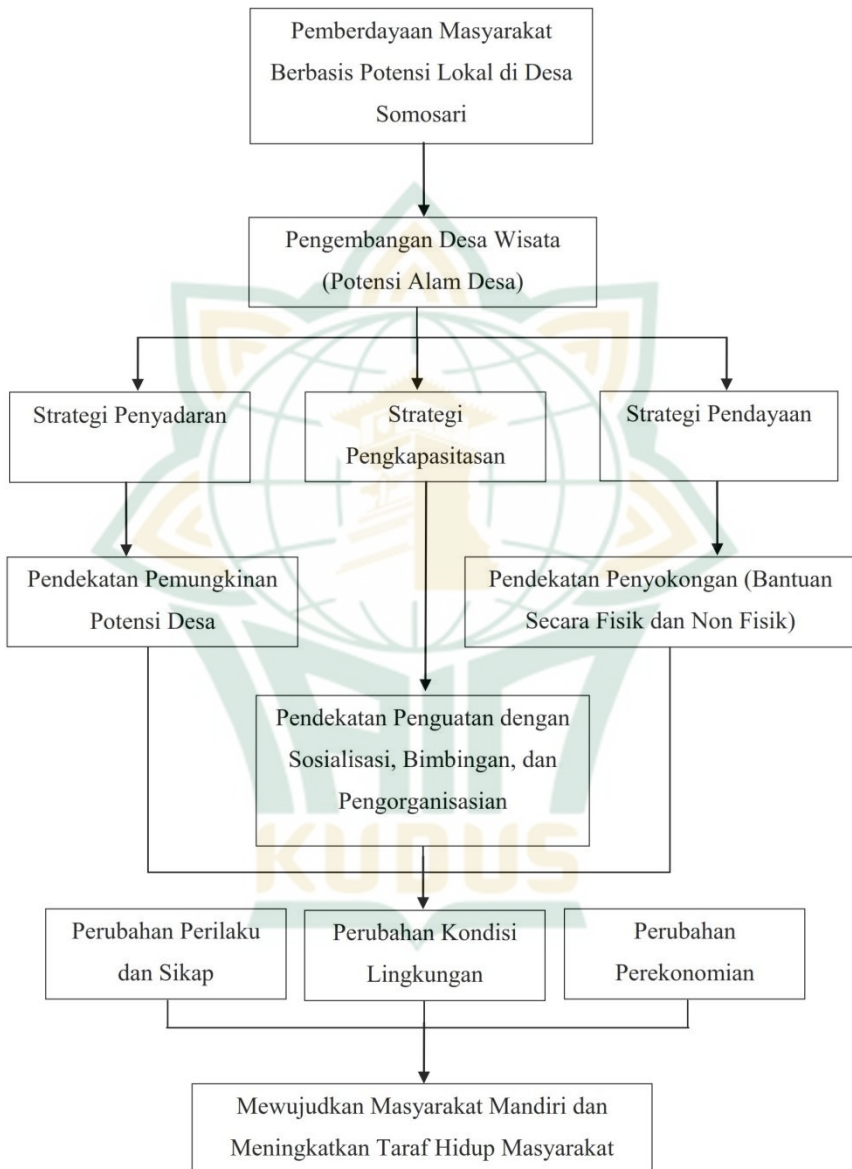 Pemberdayaan Masyarakat
Berbasis Potensi Lokal di Desa
Somosari
Pengembangan Desa Wisata
(Potensi Alam Desa)
Strategi Penyadaran
Strategi
Pengkapasitasan
Strategi Pendayaan
Pendekatan Pemungkinan
Potensi Desa
Pendekatan Penyokongan (Bantuan
Secara Fisik dan Non Fisik)
Pendekatan Penguatan dengan
Sosialisasi, Bimbingan, dan
Pengorganisasian
KUDUS
Perubahan Perilaku
dan Sikap
Perubahan Kondisi
Lingkungan
Perubahan
Perekonomian
Mewujudkan Masyarakat Mandiri dan
Meningkatkan Taraf Hidup Masyarakat